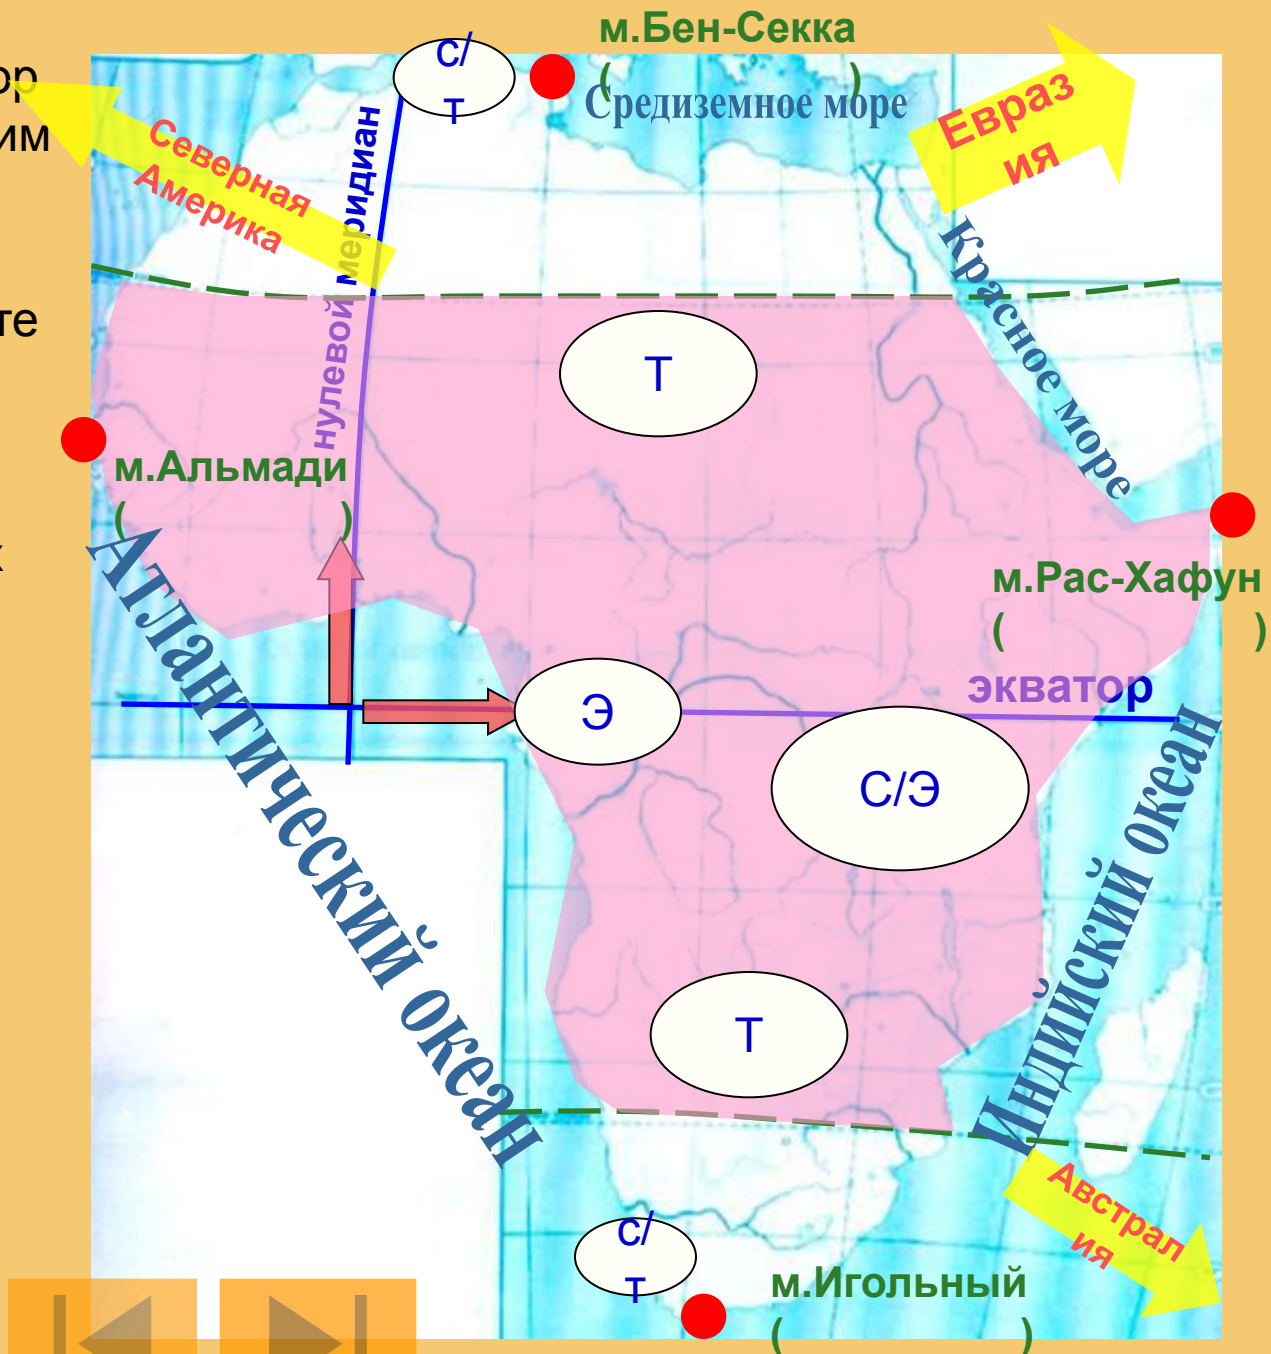 м.Бен-Секка
( )
с/
т
Средиземное море
Евраз
ия
ор
им
Северная
Америка
нулевой меридиан
Красное море
те
Т
м.Альмади
( )
х
Атлантический океан
м.Рас-Хафун
( )
экватор
Э
С/Э
Индийский океан
Т
Австрал
ия
с/
т
м.Игольный
( )